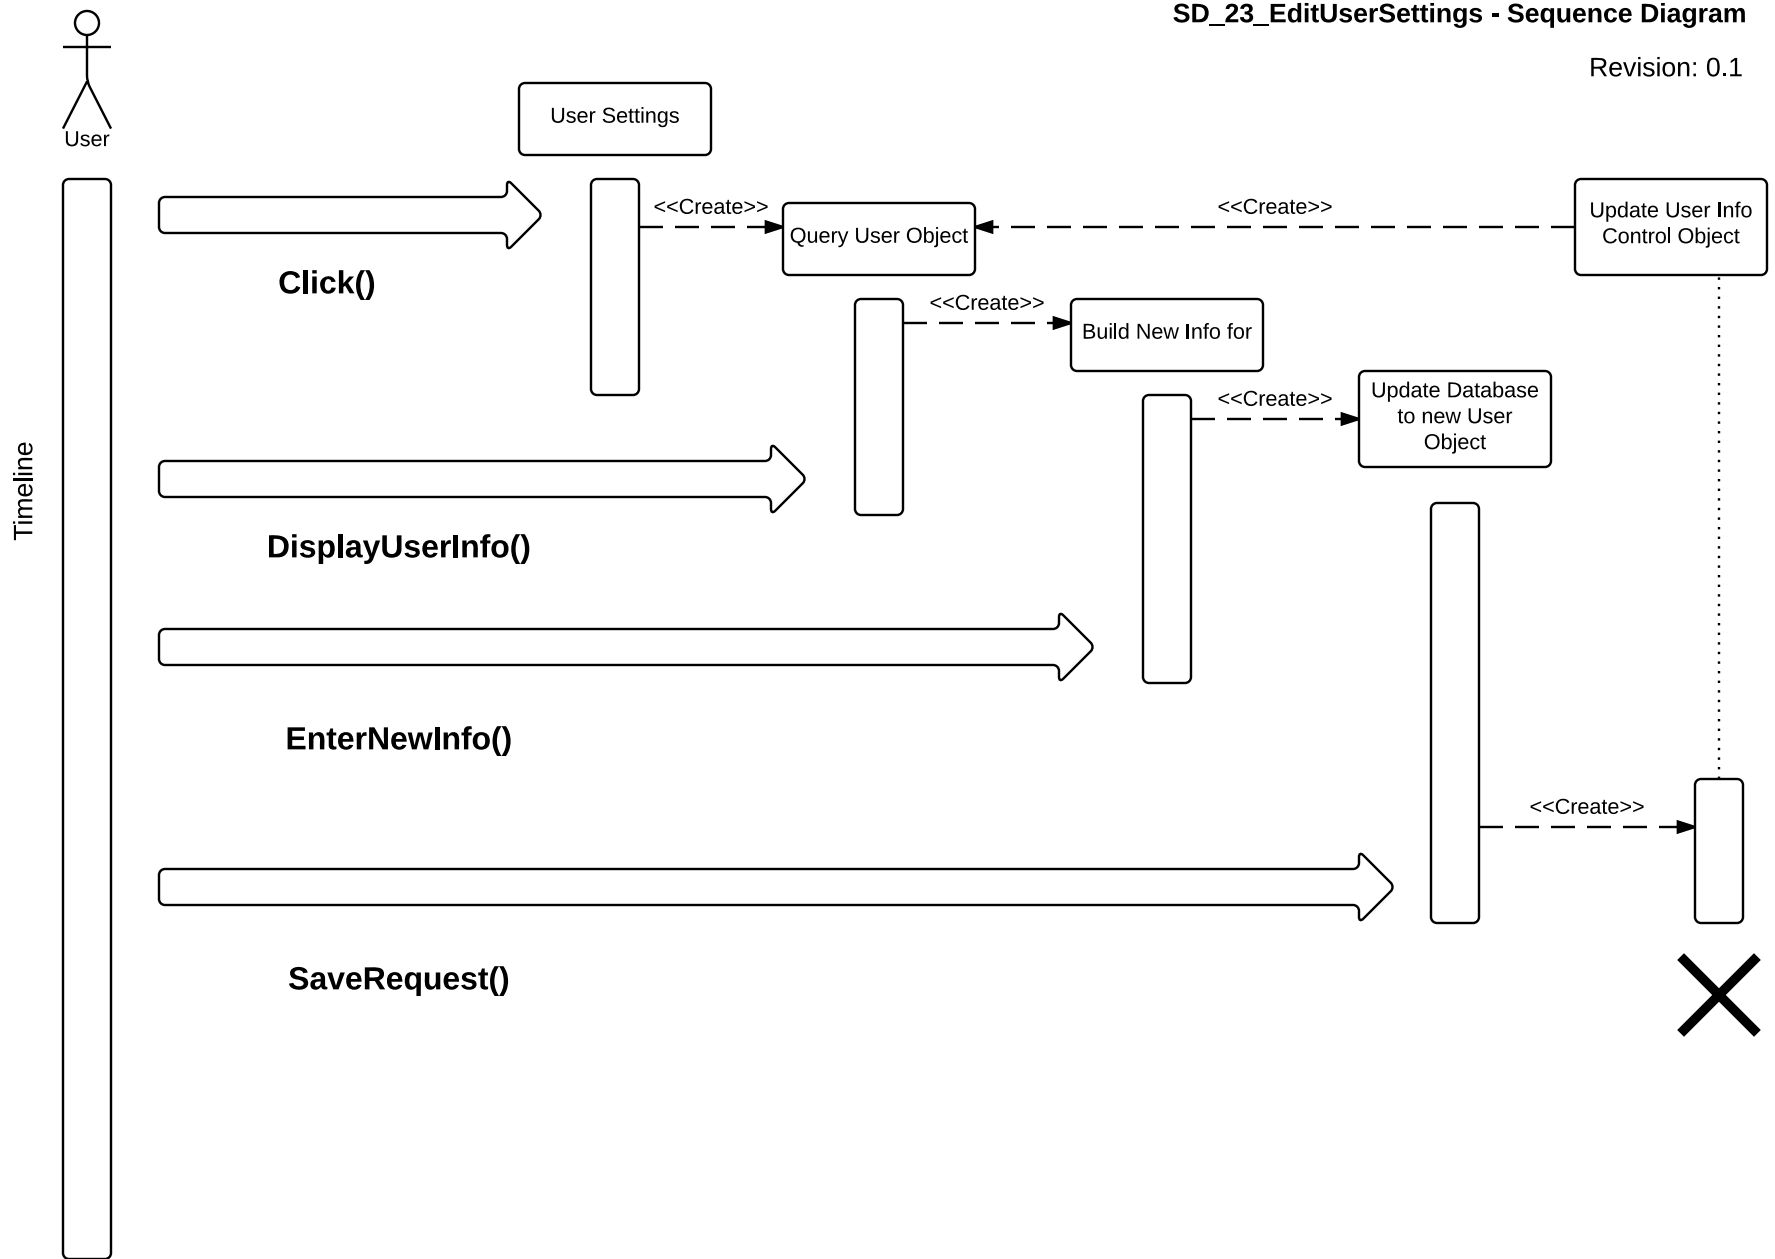 SD_23_EditUserSettings - Sequence Diagram
Revision: 0.1
User
User Settings
<<Create>>
Query User Object
<<Create>>
Update User Info
Control Object
Click()
<<Create>>
Build New Info for
<<Create>>
Update Database
to new User
Object
Timeline
DisplayUserInfo()
EnterNewInfo()
<<Create>>
SaveRequest()